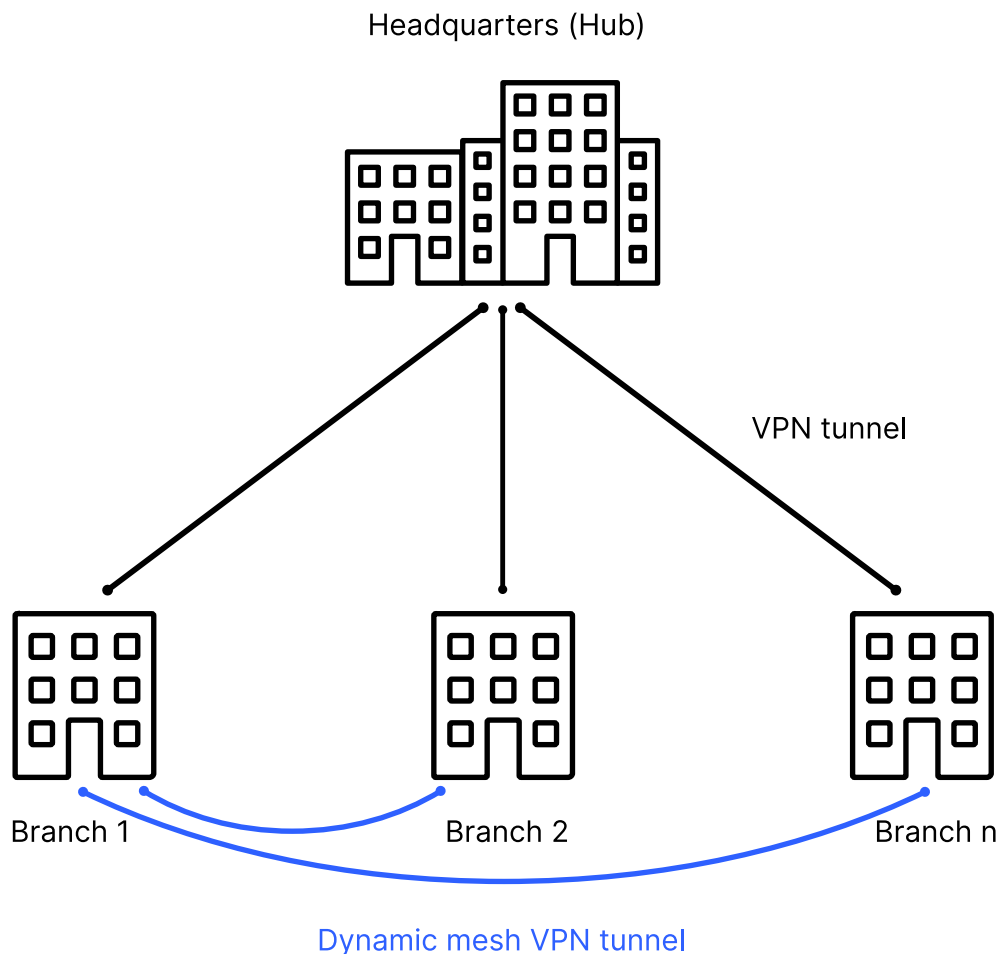 Headquarters (Hub)
VPN tunnel
Branch 1
Branch 2
Branch n
Dynamic mesh VPN tunnel